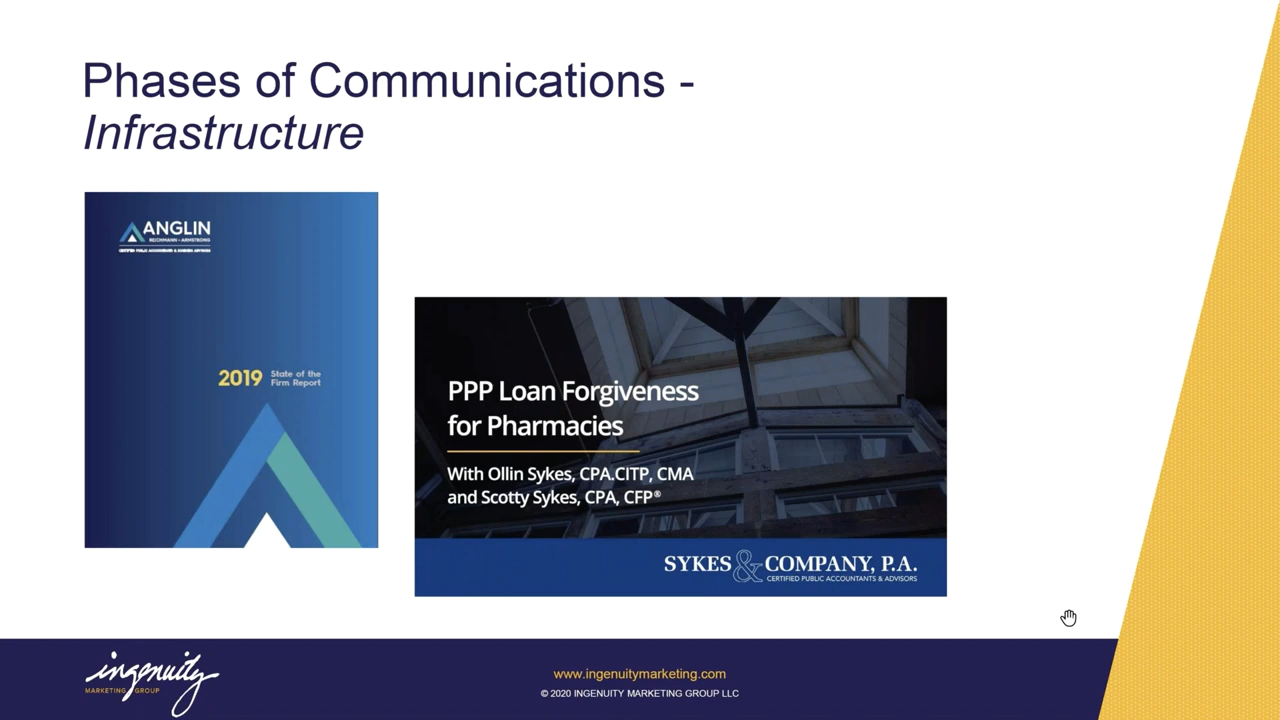 Phases of Communications -
Infrastructure
ANGLIN
REICHMANN • ARMSTRONG
CERTIFIED PUBLIC ACCOUNTANTS & BUSINESS ADVISORS
2019 State of the
Firm Report
PPP Loan Forgiveness
for Pharmacies
With Ollin Sykes, CPA.CITP, CMA
and Scotty Sykes, CPA, CFP®
SYKES & COMPANY, P.A.
CERTIFIED PUBLIC ACCOUNTANTS & ADVISORS
ingenuity
MARKETING GROUP
www.ingenuitymarketing.com
© 2020 INGENUITY MARKETING GROUP LLC